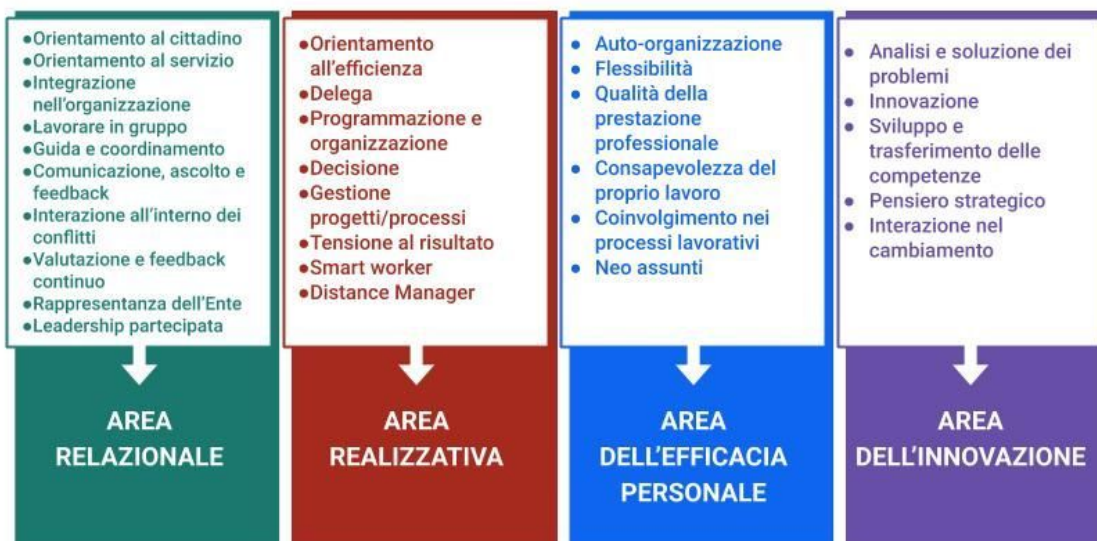 ●Orientamento al cittadino
●Orientamento al servizio
●Integrazione
nell'organizzazione
●Lavorare in gruppo
●Guida e coordinamento
●Comunicazione, ascolto e
feedback
●Interazione all'interno dei
conflitti
●Valutazione e feedback
continuo
●Rappresentanza dell'Ente
●Leadership partecipata
AREA
RELAZIONALE
●Orientamento
all'efficienza
●Delega
●Programmazione e
organizzazione
●Decisione
●Gestione
progetti/processi
●Tensione al risultato
●Smart worker
●Distance Manager
AREA
REALIZZATIVA
● Auto-organizzazione
● Flessibilità
● Qualità della
prestazione
professionale
● Consapevolezza del
proprio lavoro
● Coinvolgimento nei
processi lavorativi
● Neo assunti
AREA
DELL'EFFICACIA
PERSONALE
● Analisi e soluzione dei
problemi
● Innovazione
● Sviluppo e
trasferimento delle
competenze
● Pensiero strategico
● Interazione nel
cambiamento
AREA
DELL'INNOVAZIONE